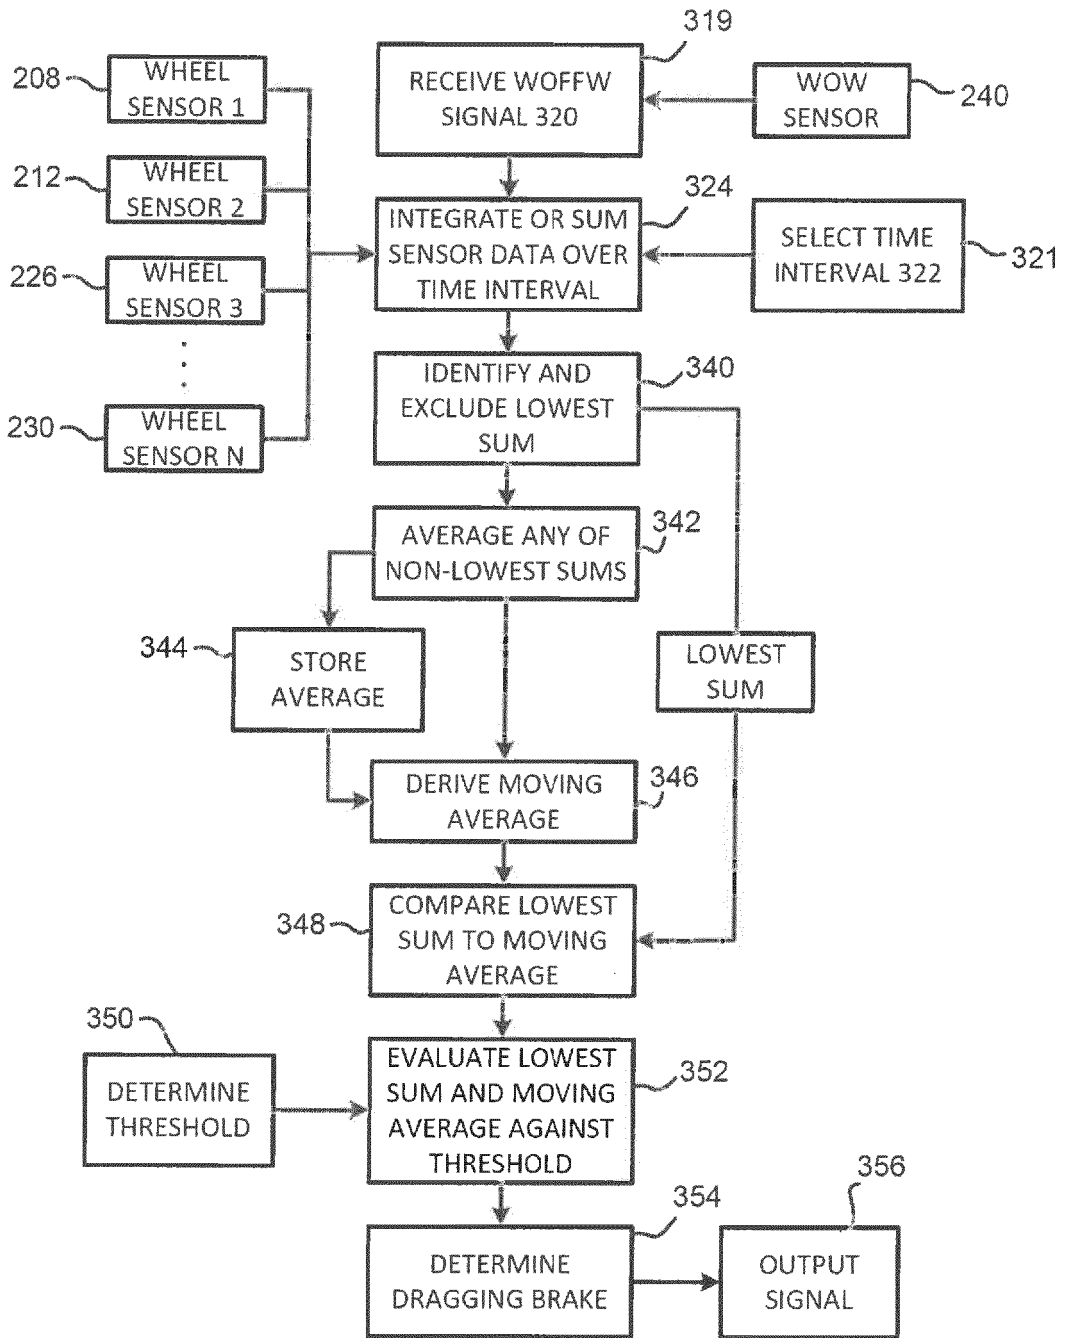 319
208
WHEEL
SENSOR 1
RECEIVE WOFFW
SIGNAL 320
WOW
SENSOR
240
212
WHEEL
SENSOR 2
324
INTEGRATE OR SUM
SENSOR DATA OVER
TIME INTERVAL
SELECT TIME
INTERVAL 322
321
226
WHEEL
SENSOR 3
340
IDENTIFY AND
EXCLUDE LOWEST
SUM
230
WHEEL
SENSOR N
342
AVERAGE ANY OF
NON-LOWEST SUMS
344
STORE
AVERAGE
LOWEST
SUM
DERIVE MOVING
AVERAGE
346
348
COMPARE LOWEST
SUM TO MOVING
AVERAGE
350
DETERMINE
THRESHOLD
EVALUATE LOWEST
SUM AND MOVING
AVERAGE AGAINST
THRESHOLD
352
354
356
DETERMINE
DRAGGING BRAKE
OUTPUT
SIGNAL